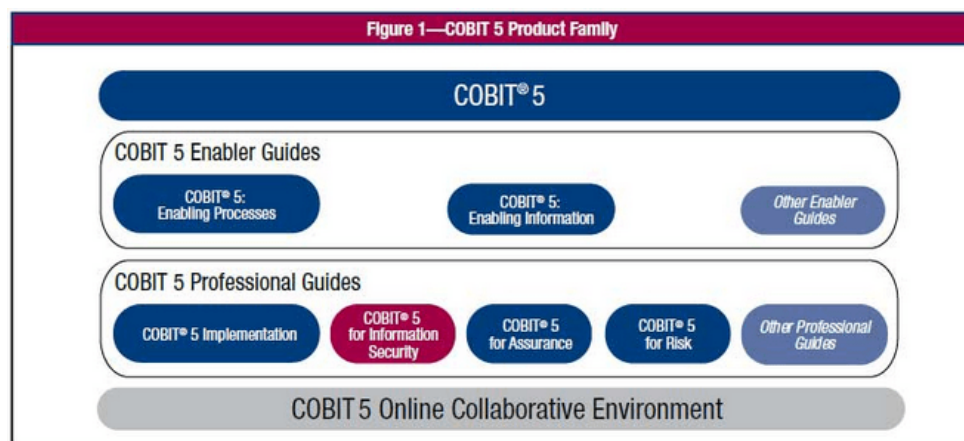 Figure 1—COBIT 5 Product Family
COBIT® 5
COBIT 5 Enabler Guides
COBIT® 5:
Enabling Processes
COBIT® 5:
Enabling Information
Other Enabler
Guides
COBIT 5 Professional Guides
COBIT® 5 Implementation
COBIT® 5
for Information
Security
COBIT® 5
for Assurance
COBIT® 5
for Risk
Other Professional
Guides
COBIT 5 Online Collaborative Environment